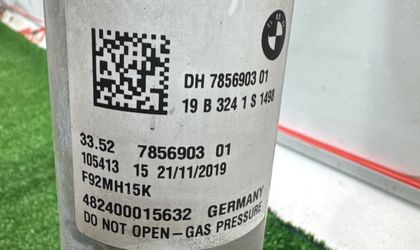 DH 7856903 01
19 B 324 1 S 1498
33.52 7856903 01
105413 15 21/11/2019
F92MH15K
482400015632 GERMANY
DO NOT OPEN-GAS PRESSURE